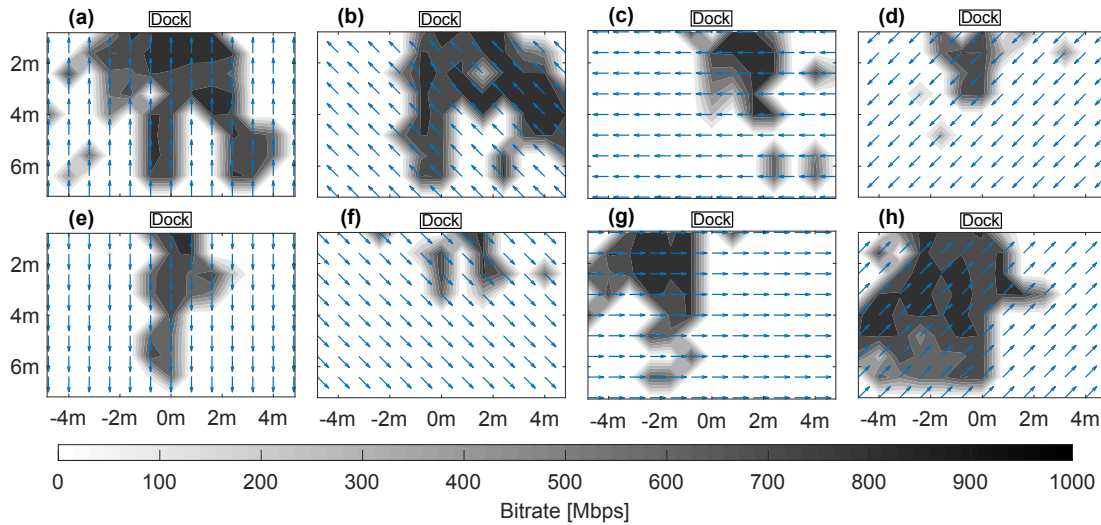 (a) Dock (b) Dock (c) Dock (d) Dock
2m
4m
6m
(e) Dock (f) Dock (g) Dock (h) Dock
2m
4m
6m
-4m -2m 0m 2m 4m -4m -2m 0m 2m 4m -4m -2m 0m 2m 4m -4m -2m 0m 2m 4m
0 100 200 300 400 500 600 700 800 900 1000
Bitrate [Mbps]